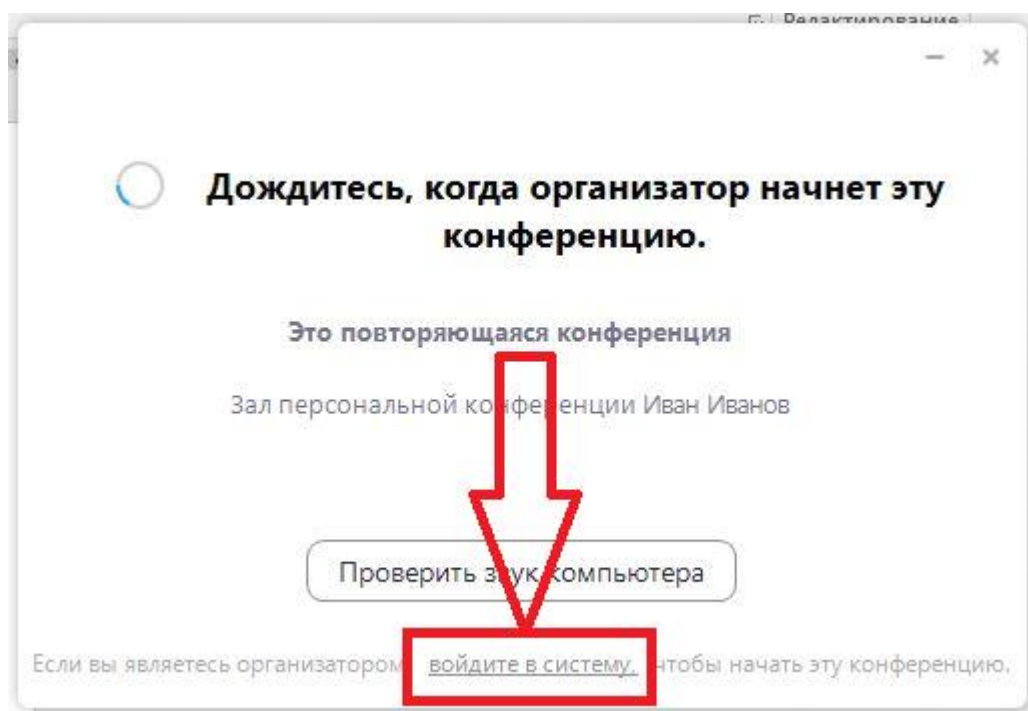 Редактирование
Дождитесь, когда организатор начнет эту
конференцию.
Это повторяющаяся конференция
Зал персональной конференции Иван Иванов
Проверить звук компьютера
Если вы являетесь организатором войдите в систему, чтобы начать эту конференцию.